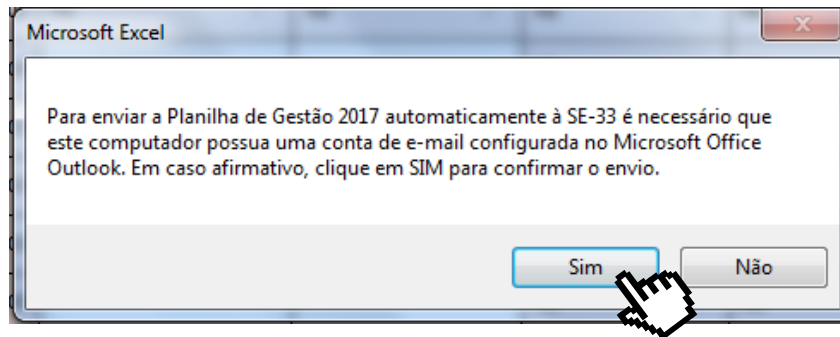 Microsoft Excel
Para enviar a Planilha de Gestão 2017 automaticamente à SE-33 é necessário que
este computador possua uma conta de e-mail configurada no Microsoft Office
Outlook. Em caso afirmativo, clique em SIM para confirmar o envio.
Sim
Não